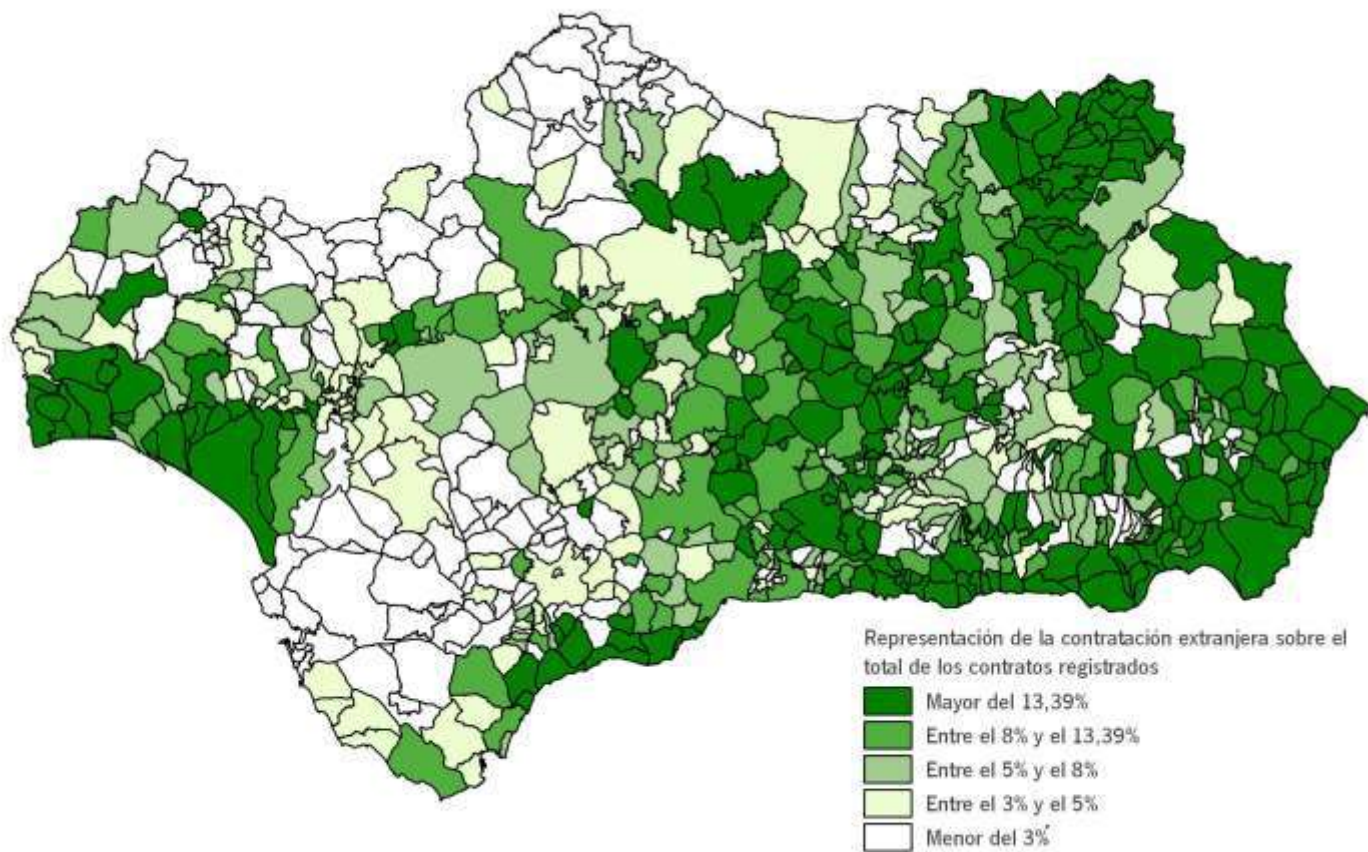 Representación de la contratación extranjera sobre el
total de los contratos registrados
Mayor del 13,39%
Entre el 8% y el 13,39%
Entre el 5% y el 8%
Entre el 3% y el 5%
Menor del 3%